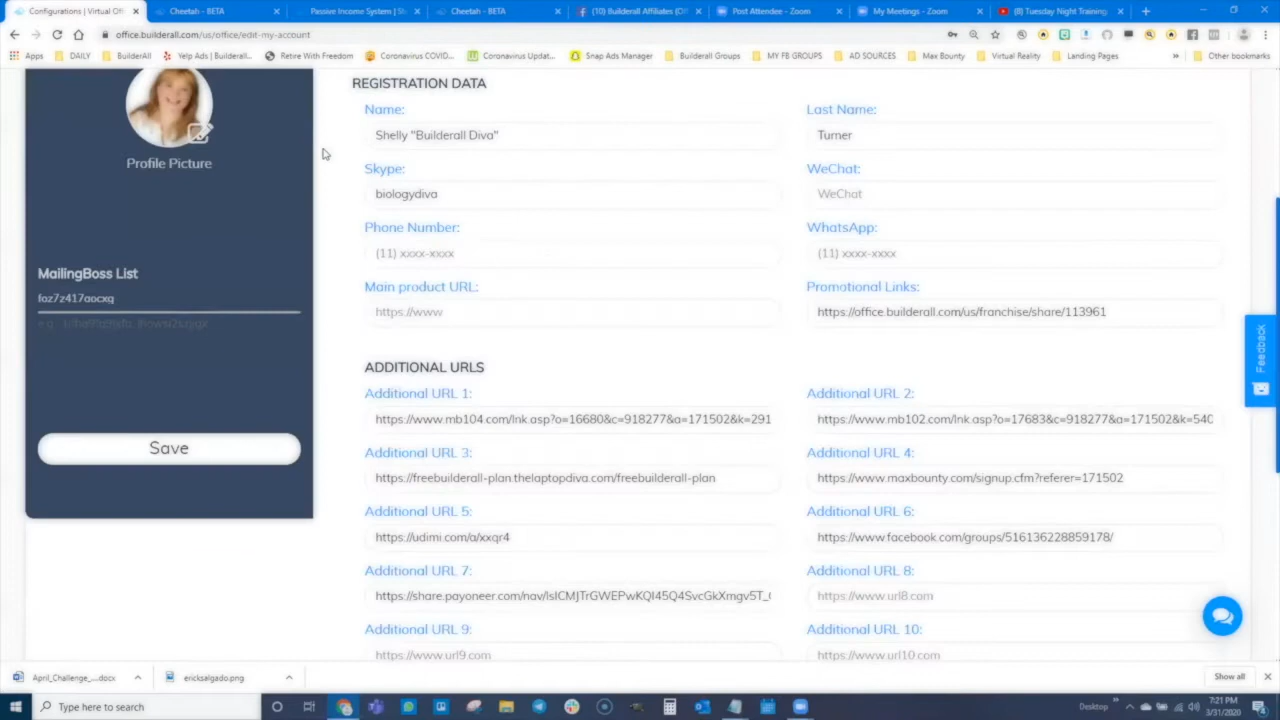 Configurations | Virtual Off
Cheetah - BETA
Passive Income System | Sh
Cheetah - BETA
(10) Builderall Affiliates (Of
Post Attendee - Zoom
My Meetings - Zoom
(8) Tuesday Night Training
office.builderall.com/us/office/edit-my-account
Apps
DAILY
BuilderAll
Yelp Ads | Builderall...
Retire With Freedom
Coronavirus COVID...
Coronavirus Updat...
Snap Ads Manager
Builderall Groups
MY FB GROUPS
AD SOURCES
Max Bounty
Virtual Reality
Landing Pages
»
Other bookmarks
Profile Picture
MailingBoss List
foz7z417aocxq
Save
REGISTRATION DATA
Name:
Shelly "Builderall Diva"
Last Name:
Turner
Skype:
biologydiva
WeChat:
WeChat
Phone Number:
(11) xxxx-xxxx
WhatsApp:
(11) xxxx-xxxx
Main product URL:
https://www
Promotional Links:
https://office.builderall.com/us/franchise/share/113961
ADDITIONAL URLS
Additional URL 1:
https://www.mb104.com/lnk.asp?o=16680&c=918277&a=171502&k=291
Additional URL 2:
https://www.mb102.com/lnk.asp?o=17683&c=918277&a=171502&k=540
Additional URL 3:
https://freebuilderall-plan.thelaptopdiva.com/freebuilderall-plan
Additional URL 4:
https://www.maxbounty.com/signup.cfm?referer=171502
Additional URL 5:
https://udimi.com/a/xxqr4
Additional URL 6:
https://www.facebook.com/groups/516136228859178/
Additional URL 7:
Additional URL 8:
https://www.url8.com
Additional URL 9:
https://www.url9.com
Additional URL 10:
https://www.url10.com
Feedback
April_Challenge_....docx
ericksalgado.png
Show all
Type here to search
Desktop
»
7:21 PM
3/31/2020